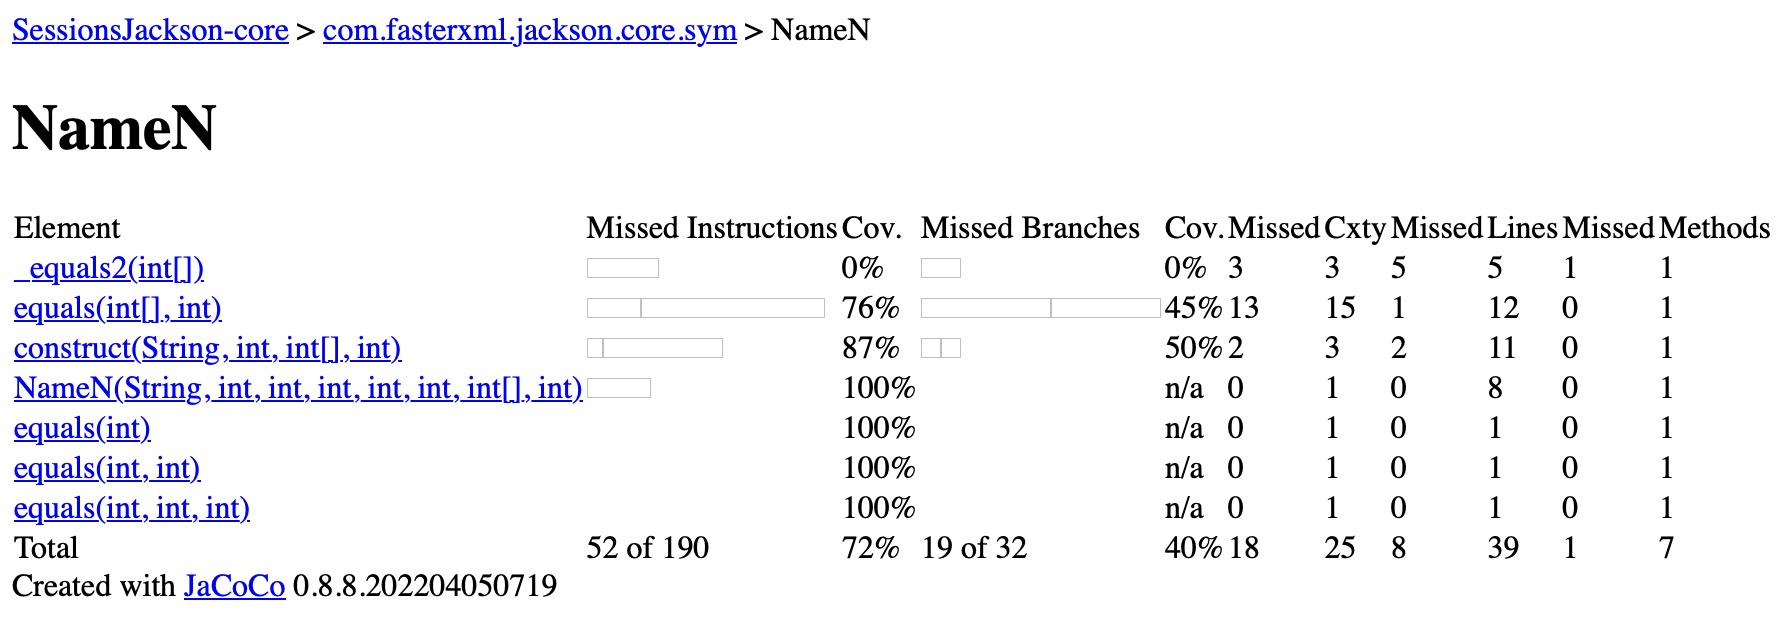 SessionsJackson-core > com.fasterxml.jackson.core.sym > NameN
NameN
Element Missed Instructions Cov. Missed Branches Cov. Missed Cxty Missed Lines Missed Methods
_equals2(int[]) 0% 0% 3 3 5 5 1 1
equals(int[], int) 76% 45% 13 15 1 12 0 1
construct(String, int, int[], int) 87% 50% 2 3 2 11 0 1
NameN(String, int, int, int, int, int, int[], int) 100% n/a 0 1 0 8 0 1
equals(int) 100% n/a 0 1 0 1 0 1
equals(int, int) 100% n/a 0 1 0 1 0 1
equals(int, int, int) 100% n/a 0 1 0 1 0 1
Total 52 of 190 72% 19 of 32 40% 18 25 8 39 1 7
Created with JaCoCo 0.8.8.202204050719